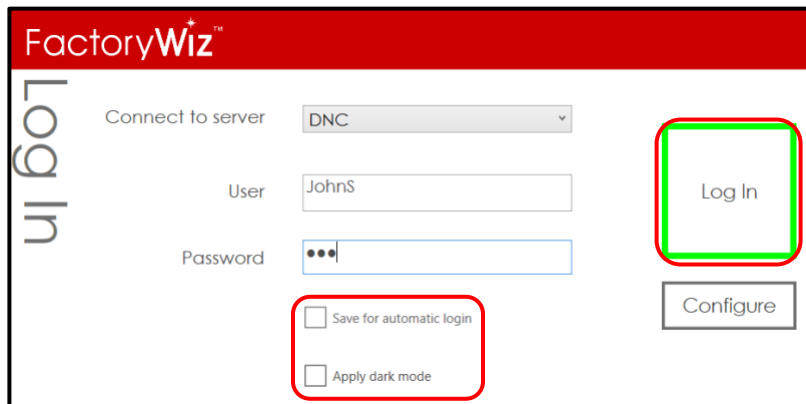 FactoryWiz™
Log In
Connect to server
DNC
User
JohnS
Password
•••
Log In
Save for automatic login
Configure
Apply dark mode